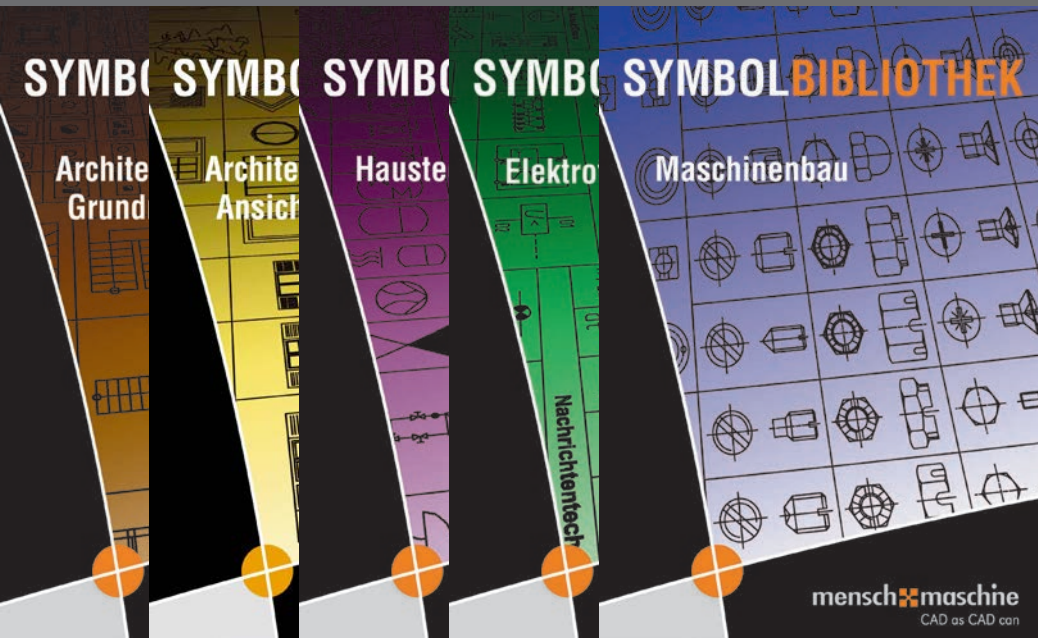 SYMBO
Archite
Grund
SYMBO
Archite
Ansich
SYMBO
Hauste
SYMBO
Elektro
Nachrichtentech
SYMBOLBIBLIOTHEK
Maschinenbau
mensch maschine
CAD as CAD can